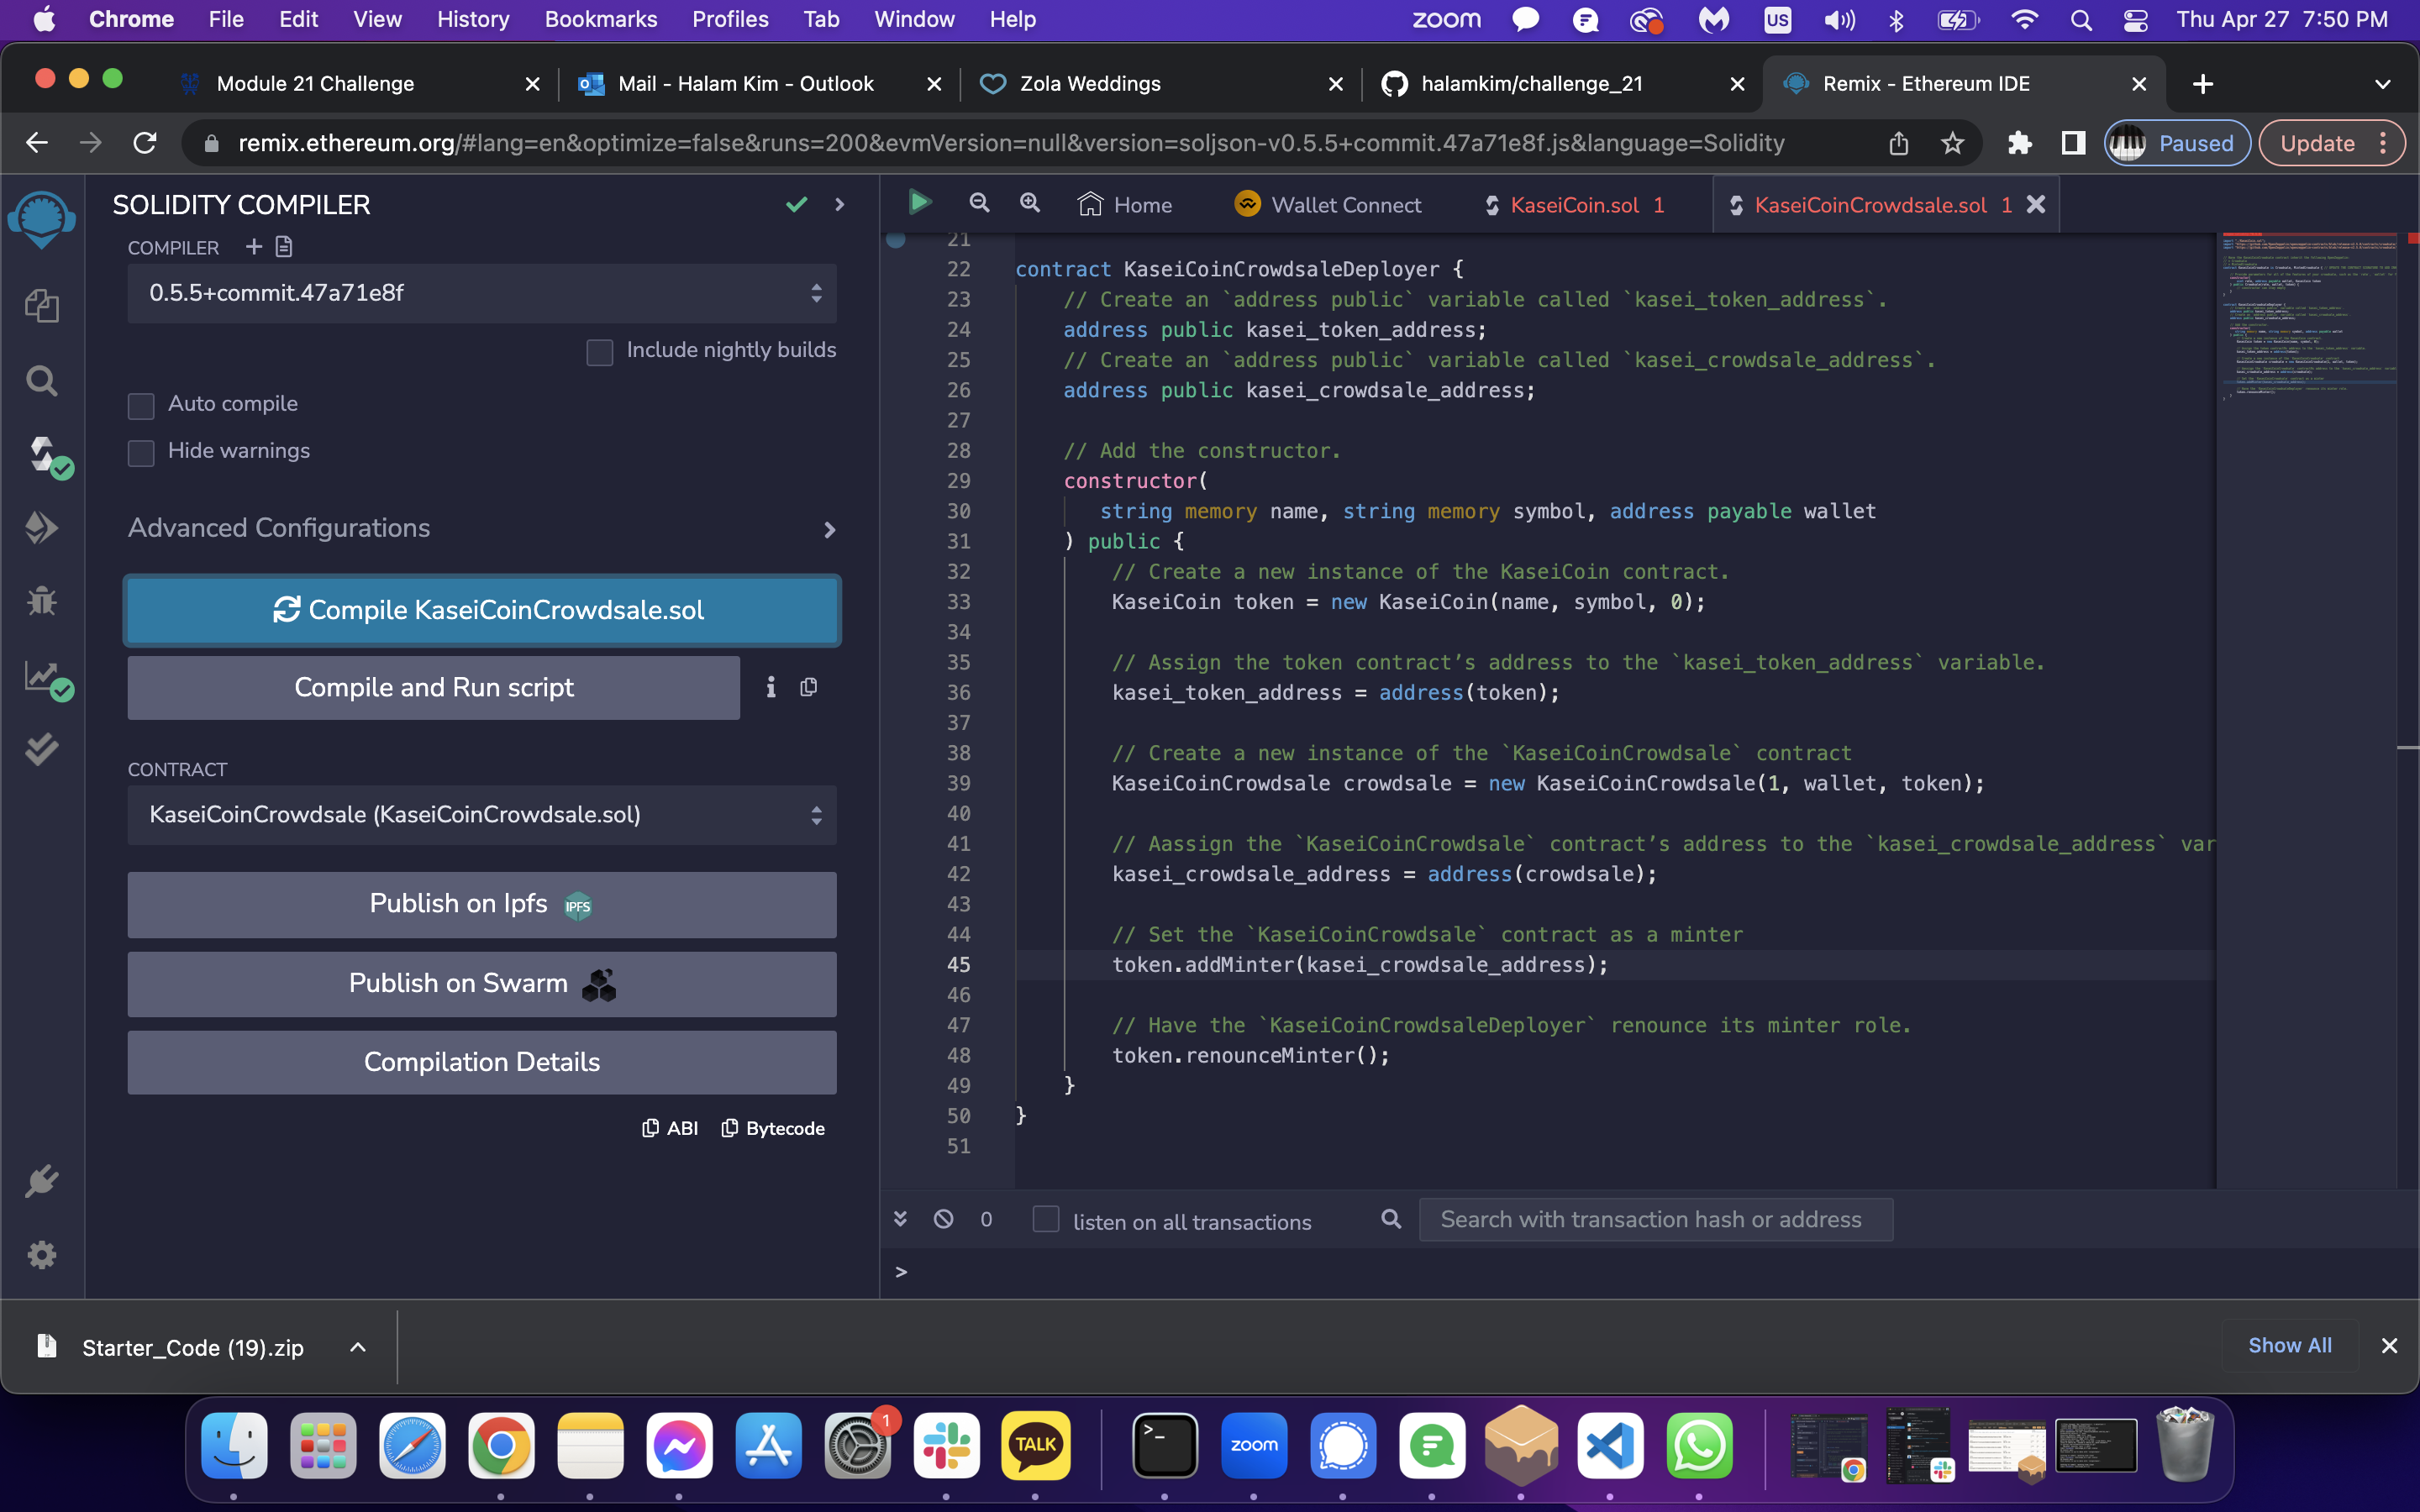 Chrome File Edit View History Bookmarks Profiles Tab Window Help zoom US Thu Apr 27 7:50 PM
Module 21 Challenge Mail - Halam Kim - Outlook Zola Weddings halamkim/challenge_21 Remix - Ethereum IDE
remix.ethereum.org/#lang=en&optimize=false&runs=200&evmVersion=null&version=soljson-v0.5.5+commit.47a71e8f.js&language=Solidity Paused Update
SOLIDITY COMPILER
COMPILER
0.5.5+commit.47a71e8f
Include nightly builds
Auto compile
Hide warnings
Advanced Configurations
Compile KaseiCoinCrowdsale.sol
Compile and Run script
CONTRACT
KaseiCoinCrowdsale (KaseiCoinCrowdsale.sol)
Publish on Ipfs IPFS
Publish on Swarm
Compilation Details
ABI Bytecode
Home Wallet Connect KaseiCoin.sol 1 KaseiCoinCrowdsale.sol 1
21
22 contract KaseiCoinCrowdsaleDeployer {
23 // Create an `address public` variable called `kasei_token_address`.
24 address public kasei_token_address;
25 // Create an `address public` variable called `kasei_crowdsale_address`.
26 address public kasei_crowdsale_address;
27
28 // Add the constructor.
29 constructor(
30 string memory name, string memory symbol, address payable wallet
31 ) public {
32 // Create a new instance of the KaseiCoin contract.
33 KaseiCoin token = new KaseiCoin(name, symbol, 0);
34
35 // Assign the token contract’s address to the `kasei_token_address` variable.
36 kasei_token_address = address(token);
37
38 // Create a new instance of the `KaseiCoinCrowdsale` contract
39 KaseiCoinCrowdsale crowdsale = new KaseiCoinCrowdsale(1, wallet, token);
40
41 // Aassign the `KaseiCoinCrowdsale` contract’s address to the `kasei_crowdsale_address` var
42 kasei_crowdsale_address = address(crowdsale);
43
44 // Set the `KaseiCoinCrowdsale` contract as a minter
45 token.addMinter(kasei_crowdsale_address);
46
47 // Have the `KaseiCoinCrowdsaleDeployer` renounce its minter role.
48 token.renounceMinter();
49 }
50 }
51
0 listen on all transactions Search with transaction hash or address
>
Starter_Code (19).zip Show All
1
TALK >_ zoom